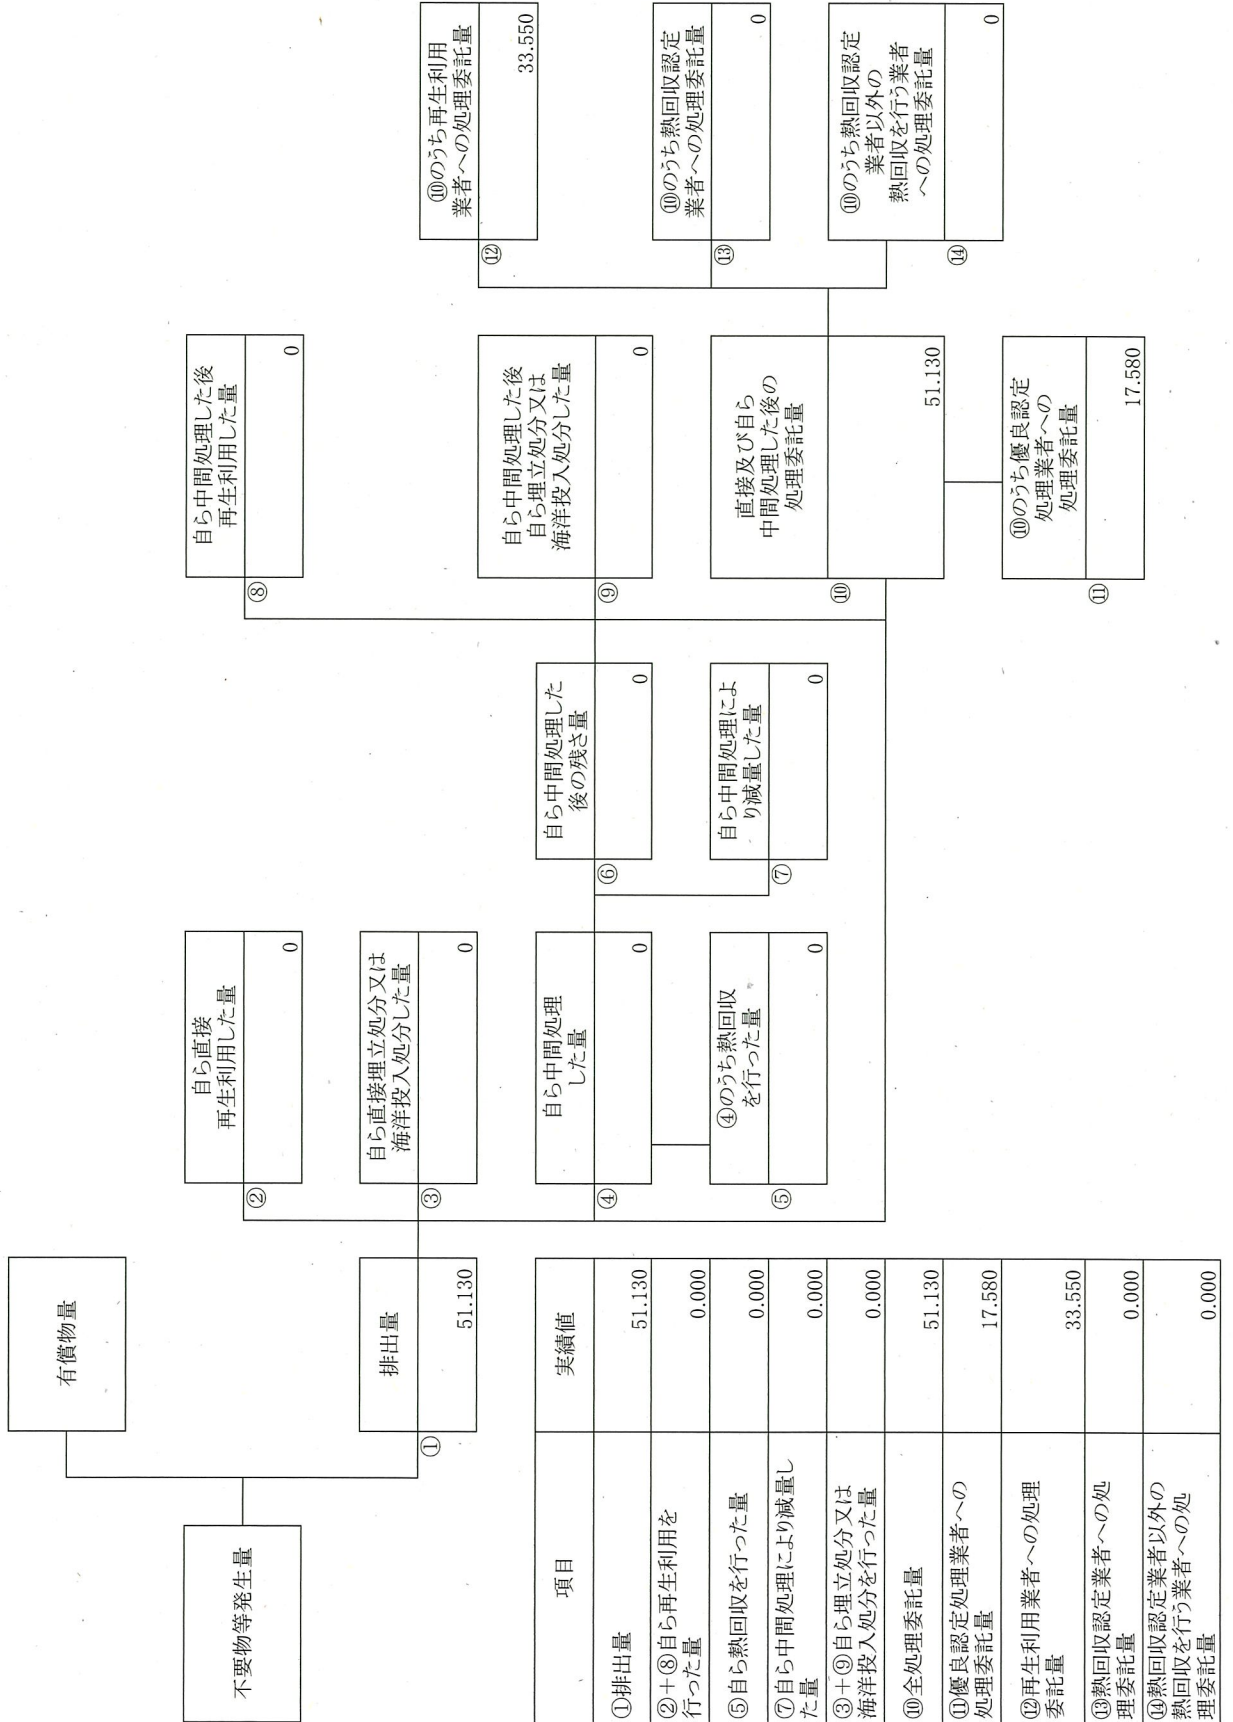 有償物量
不要物等発生量
排出量
①
51.130
自ら直接
再生利用した量
②
0
自ら直接埋立処分又は
海洋投入処分した量
③
0
自ら中間処理
した量
④
0
④のうち熱回収
を行った量
⑤
0
自ら中間処理した
後の残さ量
⑥
0
自ら中間処理によ
り減量した量
⑦
0
自ら中間処理した後
再生利用した量
⑧
0
自ら中間処理した後
自ら埋立処分又は
海洋投入処分した量
⑨
0
直接及び自ら
中間処理した後の
処理委託量
⑩
51.130
⑩のうち優良認定
処理業者への
処理委託量
⑪
17.580
⑩のうち再生利用
業者への処理委託量
⑫
33.550
⑩のうち熱回収認定
業者への処理委託量
⑬
0
⑩のうち熱回収認定
業者以外の
熱回収を行う業者
への処理委託量
⑭
0
項目 実績値
①排出量 51.130
②+⑧自ら再生利用を
行った量 0.000
⑤自ら熱回収を行った量 0.000
⑦自ら中間処理により減量し
た量 0.000
③+⑨自ら埋立処分又は
海洋投入処分を行った量 0.000
⑩全処理委託量 51.130
⑪優良認定処理業者への
処理委託量 17.580
⑫再生利用業者への処理
委託量 33.550
⑬熱回収認定業者への処
理委託量 0.000
⑭熱回収認定業者以外の
熱回収を行う業者への処
理委託量 0.000